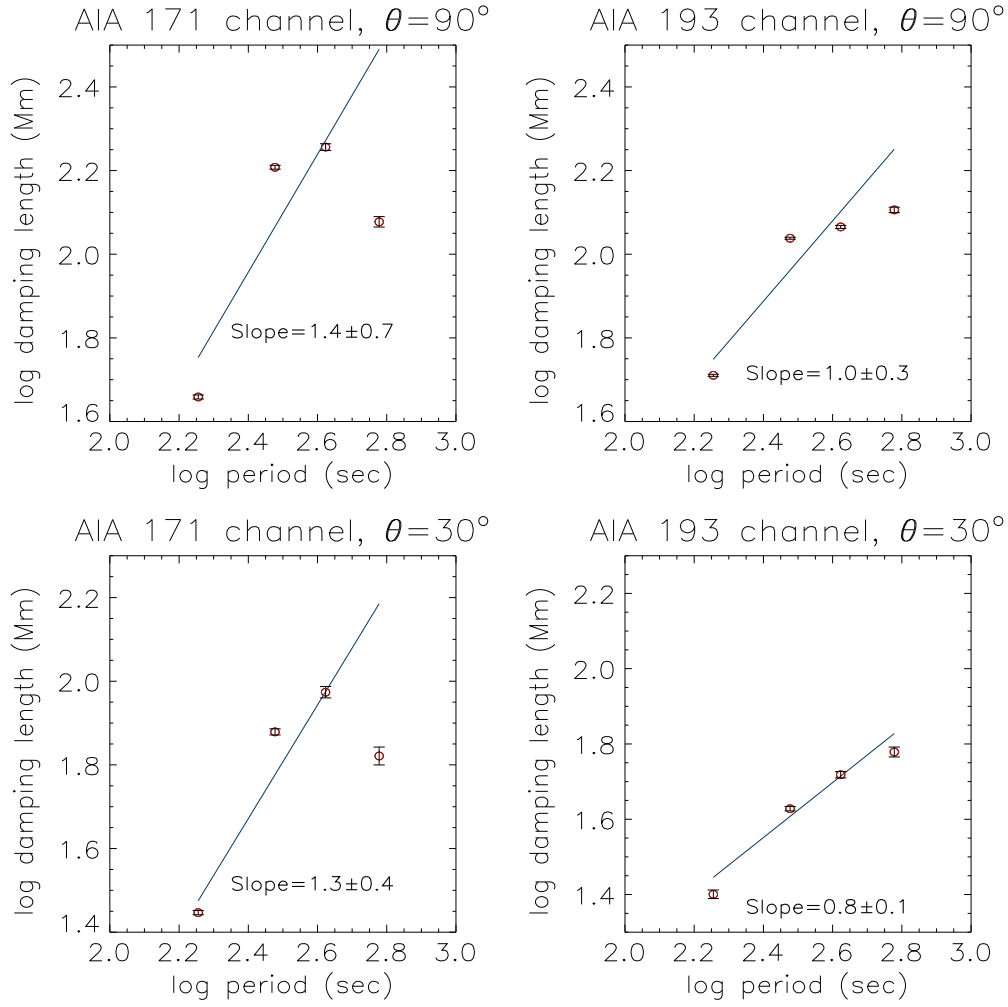 AIA 171 channel, θ=90°
log damping length (Mm)
2.4
2.2
2.0
1.8
1.6
Slope=1.4±0.7
2.0 2.2 2.4 2.6 2.8 3.0
log period (sec)
AIA 193 channel, θ=90°
log damping length (Mm)
2.4
2.2
2.0
1.8
1.6
Slope=1.0±0.3
2.0 2.2 2.4 2.6 2.8 3.0
log period (sec)
AIA 171 channel, θ=30°
log damping length (Mm)
2.2
2.0
1.8
1.6
1.4
Slope=1.3±0.4
2.0 2.2 2.4 2.6 2.8 3.0
log period (sec)
AIA 193 channel, θ=30°
log damping length (Mm)
2.2
2.0
1.8
1.6
1.4
Slope=0.8±0.1
2.0 2.2 2.4 2.6 2.8 3.0
log period (sec)